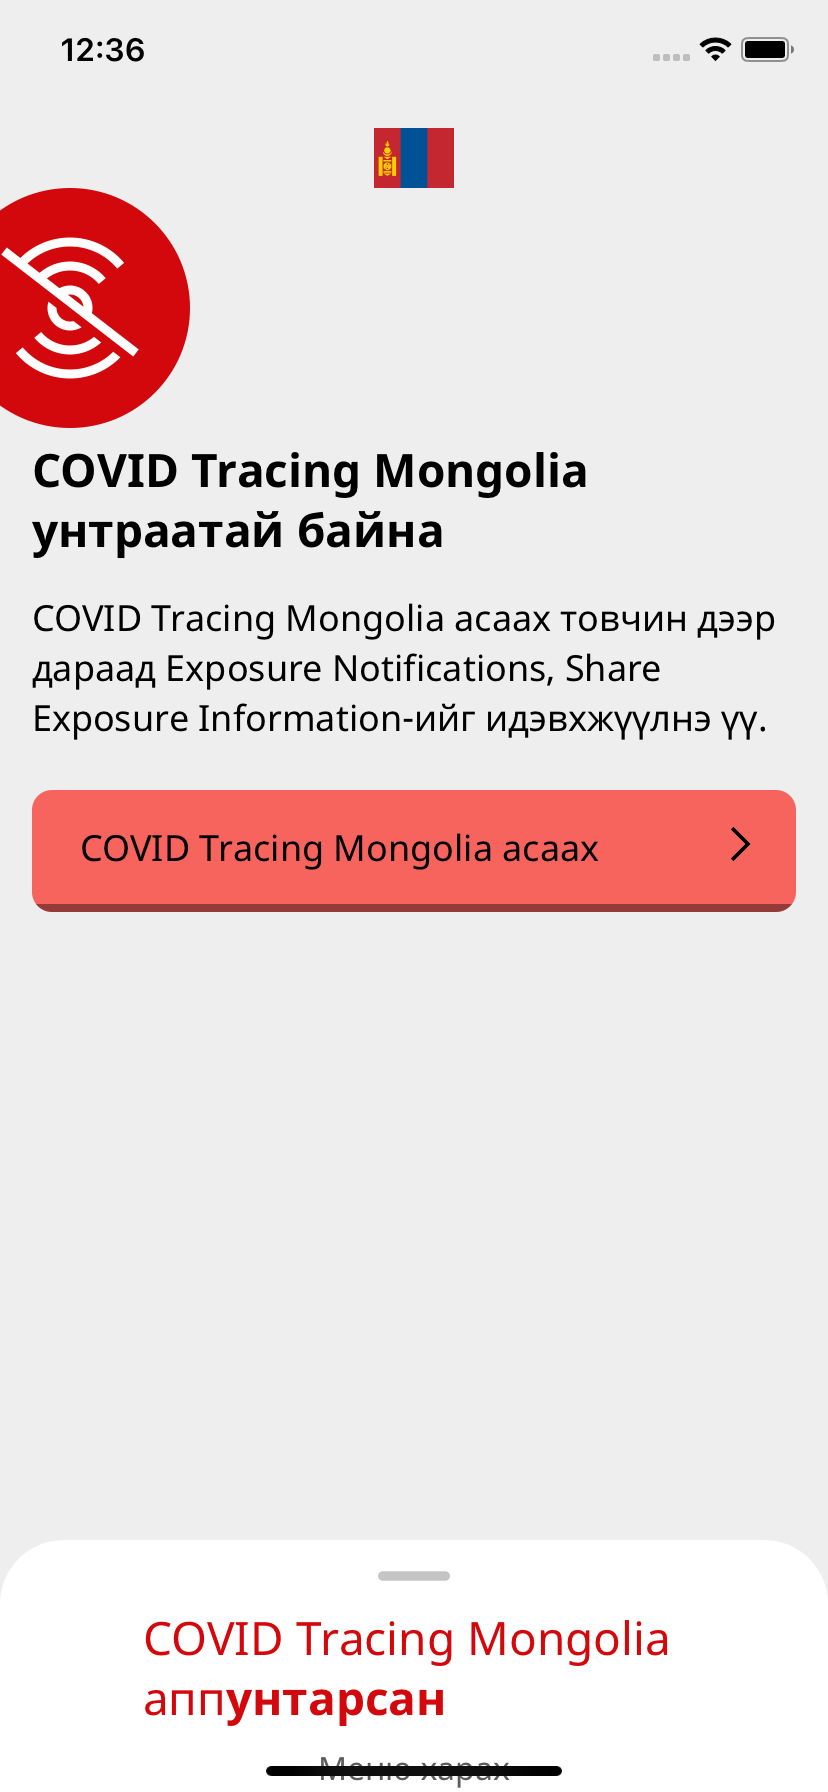 12:36
COVID Tracing Mongolia
унтраатай байна
COVID Tracing Mongolia асаах товчин дээр
дараад Exposure Notifications, Share
Exposure Information-ийг идэвхжүүлнэ үү.
COVID Tracing Mongolia асаах
COVID Tracing Mongolia
аппунтарсан
Меню харах